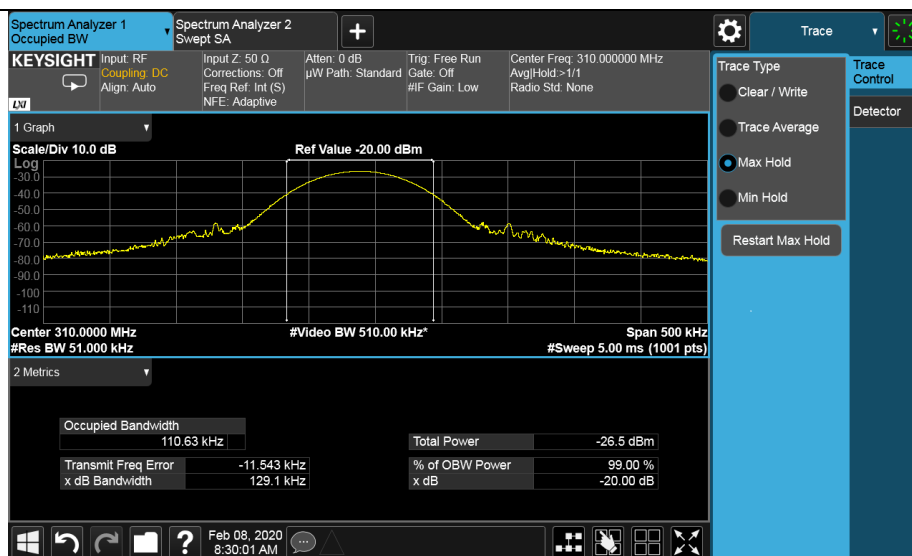 Spectrum Analyzer 1
Occupied BW
Spectrum Analyzer 2
Swept SA
Trace
KEYSIGHT
LXI
Input: RF
Coupling: DC
Align: Auto
Input Z: 50 Ω
Corrections: Off
Freq Ref: Int (S)
NFE: Adaptive
Atten: 0 dB
µW Path: Standard
Trig: Free Run
Gate: Off
#IF Gain: Low
Center Freq: 310.000000 MHz
Avg|Hold:>1/1
Radio Std: None
Trace Type
Clear / Write
Trace Average
Max Hold
Min Hold
Restart Max Hold
Trace
Control
Detector
1 Graph
Scale/Div 10.0 dB
Ref Value -20.00 dBm
Log
-30.0
-40.0
-50.0
-60.0
-70.0
-80.0
-90.0
-100
-110
Center 310.0000 MHz
#Video BW 510.00 kHz*
Span 500 kHz
#Res BW 51.000 kHz
#Sweep 5.00 ms (1001 pts)
2 Metrics
Occupied Bandwidth
110.63 kHz
Total Power -26.5 dBm
Transmit Freq Error -11.543 kHz
% of OBW Power 99.00 %
x dB Bandwidth 129.1 kHz
x dB -20.00 dB
?
Feb 08, 2020
8:30:01 AM